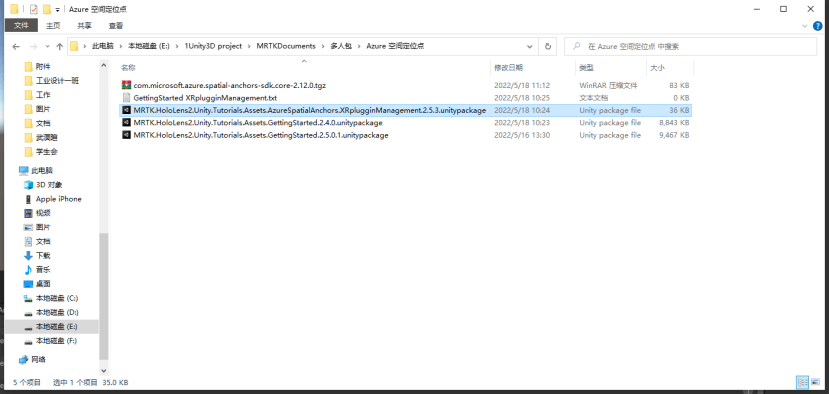 Azure 空间定位点
文件 主页 共享 查看
此电脑 > 本地磁盘 (E:) > 1Unity3D project > MRTKDocuments > 多人包 > Azure 空间定位点
在 Azure 空间定位点 中搜索
附件
工业设计一班
工作
图片
文档
学生会
此电脑
3D 对象
Apple iPhone
视频
图片
文档
下载
音乐
桌面
本地磁盘 (C:)
本地磁盘 (D:)
本地磁盘 (E:)
本地磁盘 (F:)
网络
名称 修改日期 类型 大小
com.microsoft.azure.spatial-anchors-sdk.core-2.12.0.tgz 2022/5/18 11:12 WinRAR 压缩文件 83 KB
GettingStarted XRpluginManagement.txt 2022/5/18 10:25 文本文档 0 KB
MRTK.HoloLens2.Unity.Tutorials.Assets.AzureSpatialAnchors.XRpluginManagement.2.5.3.unitypackage 2022/5/18 10:24 Unity package file 36 KB
MRTK.HoloLens2.Unity.Tutorials.Assets.GettingStarted.2.4.0.unitypackage 2022/5/18 10:23 Unity package file 8,843 KB
MRTK.HoloLens2.Unity.Tutorials.Assets.GettingStarted.2.5.0.1.unitypackage 2022/5/16 13:30 Unity package file 9,467 KB
5 个项目 选中 1 个项目 35.0 KB